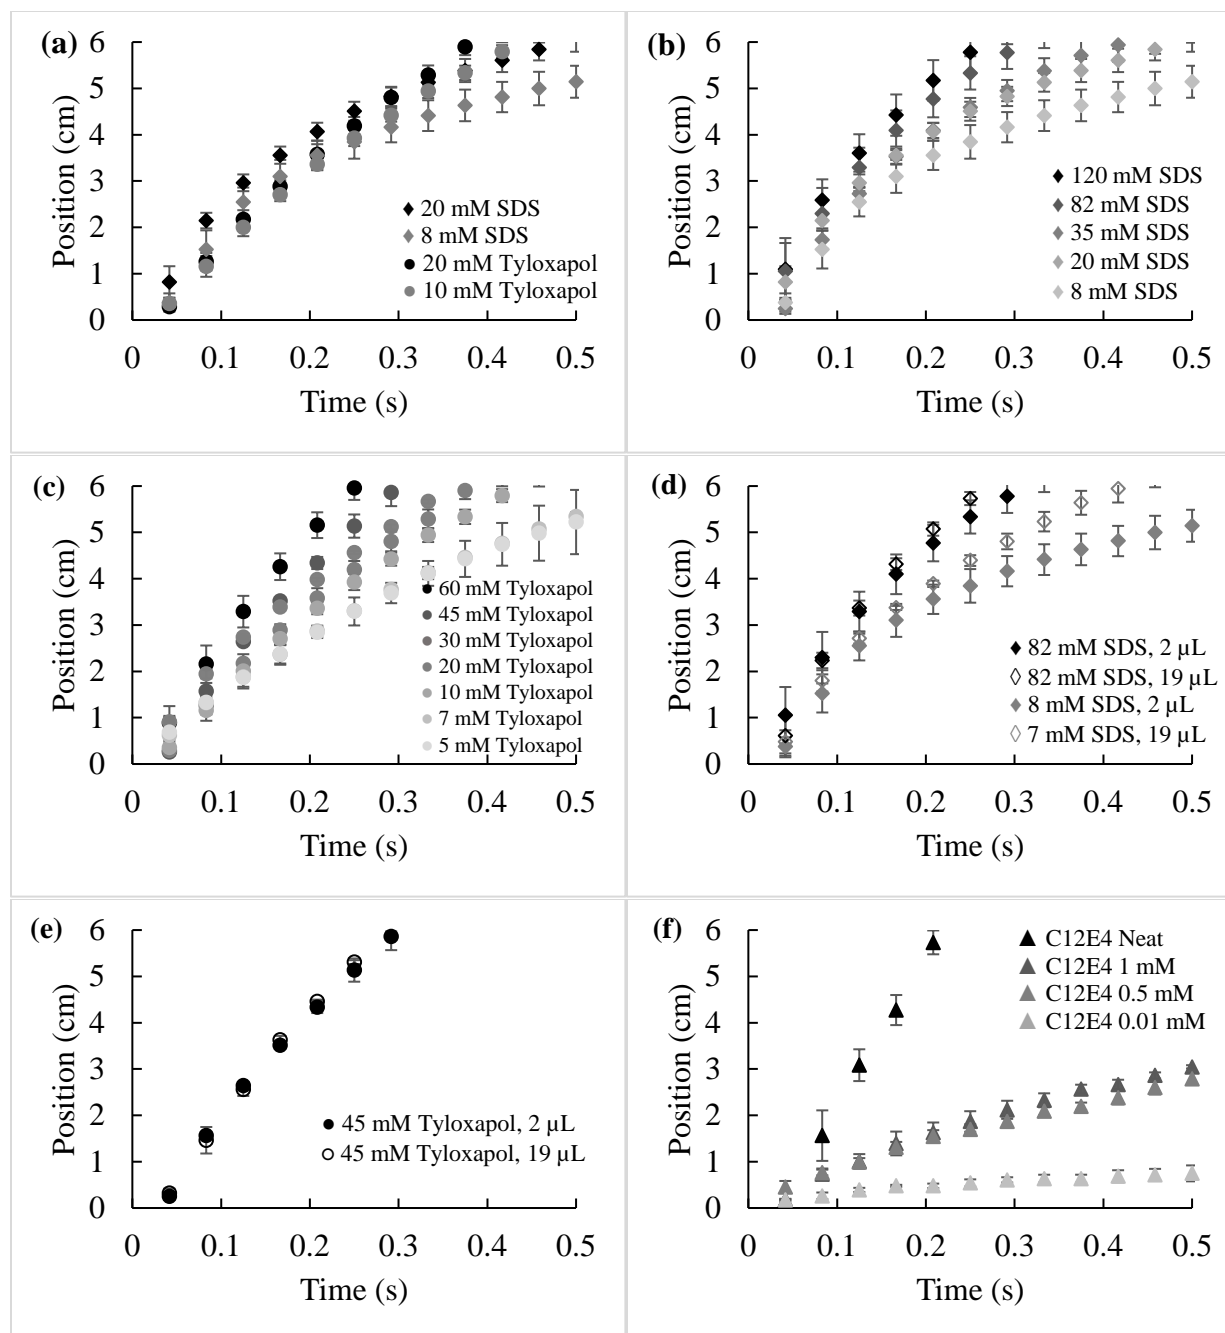 (a)
Position (cm)
6
5
4
3
2
1
0
20 mM SDS
8 mM SDS
20 mM Tyloxapol
10 mM Tyloxapol
0 0.1 0.2 0.3 0.4 0.5
Time (s)
(b)
Position (cm)
6
5
4
3
2
1
0
120 mM SDS
82 mM SDS
35 mM SDS
20 mM SDS
8 mM SDS
0 0.1 0.2 0.3 0.4 0.5
Time (s)
(c)
Position (cm)
6
5
4
3
2
1
0
60 mM Tyloxapol
45 mM Tyloxapol
30 mM Tyloxapol
20 mM Tyloxapol
10 mM Tyloxapol
7 mM Tyloxapol
5 mM Tyloxapol
0 0.1 0.2 0.3 0.4 0.5
Time (s)
(d)
Position (cm)
6
5
4
3
2
1
0
82 mM SDS, 2 µL
82 mM SDS, 19 µL
8 mM SDS, 2 µL
7 mM SDS, 19 µL
0 0.1 0.2 0.3 0.4 0.5
Time (s)
(e)
Position (cm)
6
5
4
3
2
1
0
45 mM Tyloxapol, 2 µL
45 mM Tyloxapol, 19 µL
0 0.1 0.2 0.3 0.4 0.5
Time (s)
(f)
Position (cm)
6
5
4
3
2
1
0
C12E4 Neat
C12E4 1 mM
C12E4 0.5 mM
C12E4 0.01 mM
0 0.1 0.2 0.3 0.4 0.5
Time (s)